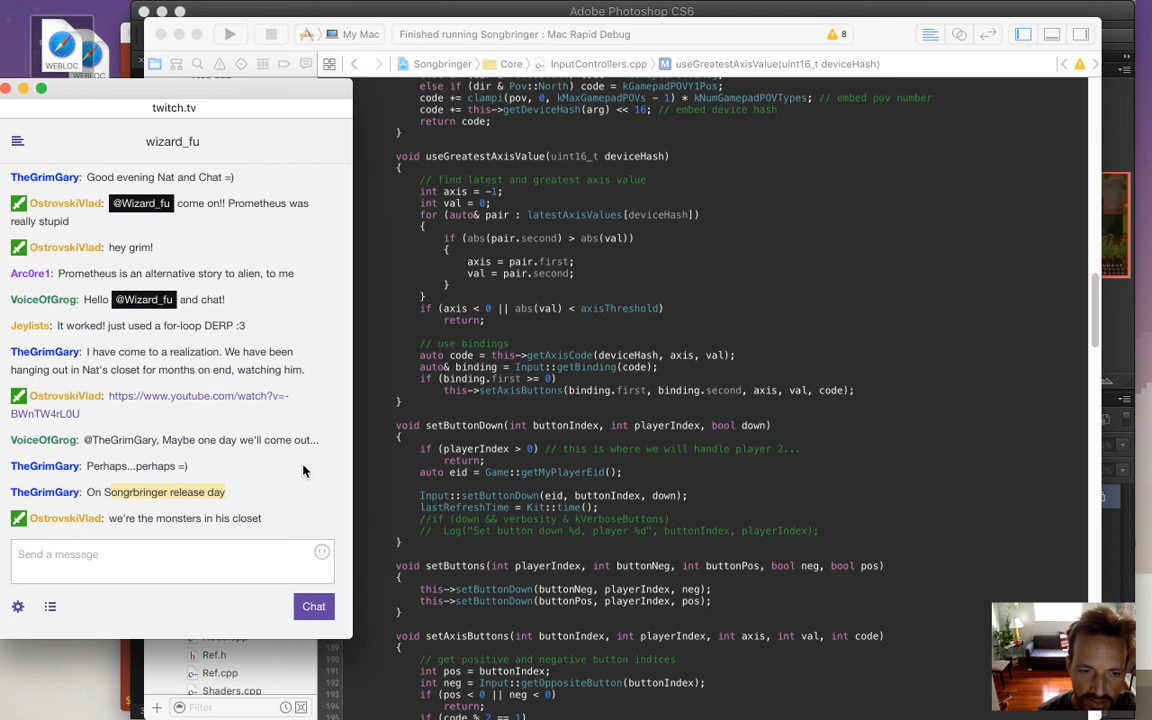 Adobe Photoshop CS6
My Mac
Finished running Songbringer : Mac Rapid Debug
8
Songbringer
Core
InputControllers.cpp
useGreatestAxisValue(uint16_t deviceHash)
WEBLOC
WEBLOC
twitch.tv
wizard_fu
TheGrimGary: Good evening Nat and Chat =)
OstrovskiVlad: @Wizard_fu come on!! Prometheus was
really stupid
OstrovskiVlad: hey grim!
Arc0re1: Prometheus is an alternative story to alien, to me
VoiceOfGrog: Hello @Wizard_fu and chat!
Jeylists: It worked! just used a for-loop DERP :3
TheGrimGary: I have come to a realization. We have been
hanging out in Nat's closet for months on end, watching him.
OstrovskiVlad: https://www.youtube.com/watch?v=-
BWnTW4rL0U
VoiceOfGrog: @TheGrimGary, Maybe one day we'll come out...
TheGrimGary: Perhaps...perhaps =)
TheGrimGary: On Songrbringer release day
OstrovskiVlad: we're the monsters in his closet
Send a message
Chat
else if (dir & Pov::North) code = kGamepadPOVY1Pos;
code += clampi(pov, 0, kMaxGamepadPOVs - 1) * kNumGamepadPOVTypes; // embed pov number
code += this->getDeviceHash(arg) << 16; // embed device hash
return code;
}
void useGreatestAxisValue(uint16_t deviceHash)
{
// find latest and greatest axis value
int axis = -1;
int val = 0;
for (auto& pair : latestAxisValues[deviceHash])
{
if (abs(pair.second) > abs(val))
{
axis = pair.first;
val = pair.second;
}
}
if (axis < 0 || abs(val) < axisThreshold)
return;
// use bindings
auto code = this->getAxisCode(deviceHash, axis, val);
auto& binding = Input::getBinding(code);
if (binding.first >= 0)
this->setAxisButtons(binding.first, binding.second, axis, val, code);
}
void setButtonDown(int buttonIndex, int playerIndex, bool down)
{
if (playerIndex > 0) // this is where we will handle player 2...
return;
auto eid = Game::getMyPlayerEid();
Input::setButtonDown(eid, buttonIndex, down);
lastRefreshTime = Kit::time();
//if (down && verbosity & kVerboseButtons)
//  Log("Set button down %d, player %d", buttonIndex, playerIndex);
}
void setButtons(int playerIndex, int buttonNeg, int buttonPos, bool neg, bool pos)
{
this->setButtonDown(buttonNeg, playerIndex, neg);
this->setButtonDown(buttonPos, playerIndex, pos);
}
void setAxisButtons(int buttonIndex, int playerIndex, int axis, int val, int code)
{
// get positive and negative button indices
int pos = buttonIndex;
int neg = Input::getOppositeButton(buttonIndex);
if (pos < 0 || neg < 0)
return;
if (code % 2 == 1)
189
190
191
192
193
194
Ref.h
Ref.cpp
Shaders.cpp
Filter